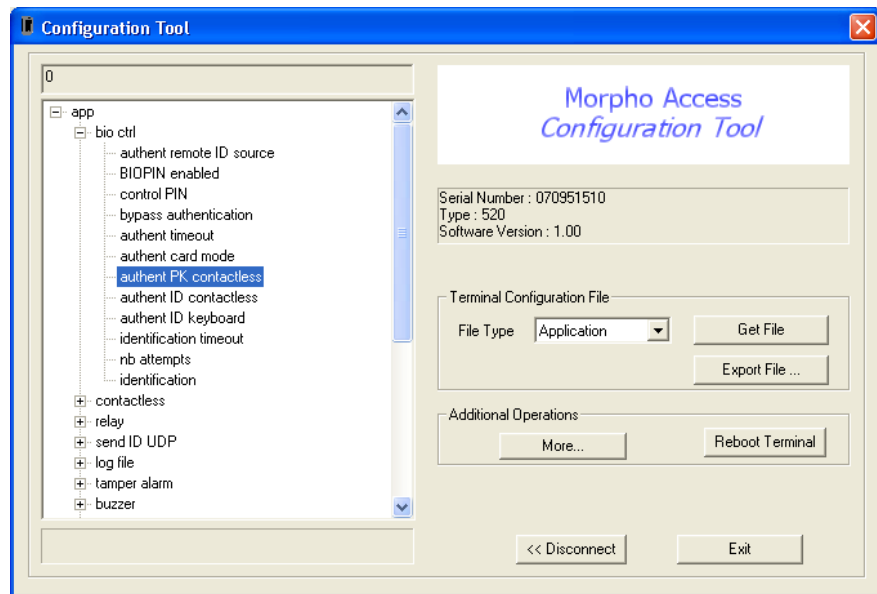 Configuration Tool
0
app
bio ctrl
authent remote ID source
BIOPIN enabled
control PIN
bypass authentication
authent timeout
authent card mode
authent PK contactless
authent ID contactless
authent ID keyboard
identification timeout
nb attempts
identification
contactless
relay
send ID UDP
log file
tamper alarm
buzzer
Morpho Access
Configuration Tool
Serial Number : 070951510
Type : 520
Software Version : 1.00
Terminal Configuration File
File Type Application Get File
Export File ...
Additional Operations
More... Reboot Terminal
<< Disconnect Exit